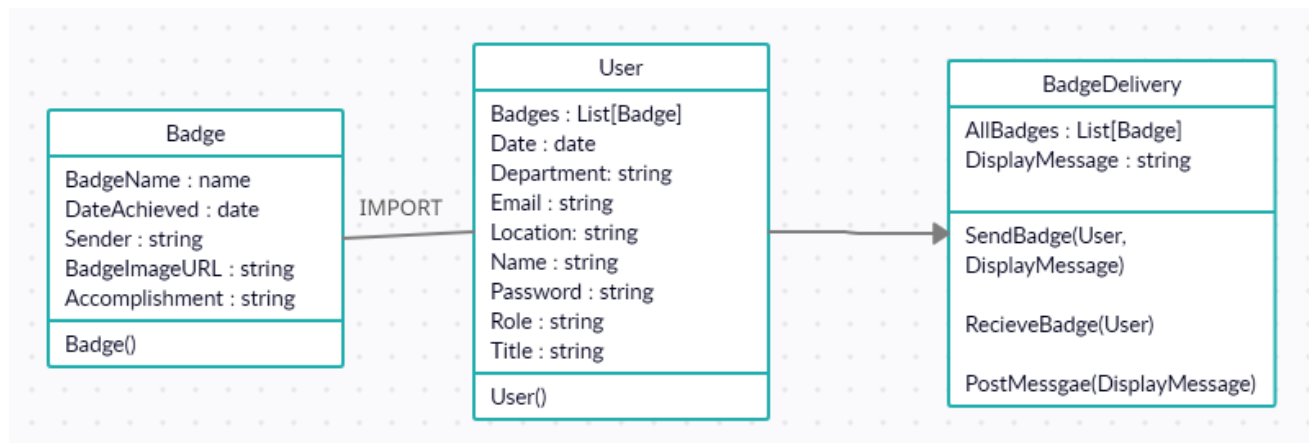 Badge
BadgeName : name
DateAchieved : date
Sender : string
BadgeImageURL : string
Accomplishment : string
Badge()
IMPORT
User
Badges : List[Badge]
Date : date
Department: string
Email : string
Location: string
Name : string
Password : string
Role : string
Title : string
User()
BadgeDelivery
AllBadges : List[Badge]
DisplayMessage : string
SendBadge(User,
DisplayMessage)
RecieveBadge(User)
PostMessgae(DisplayMessage)